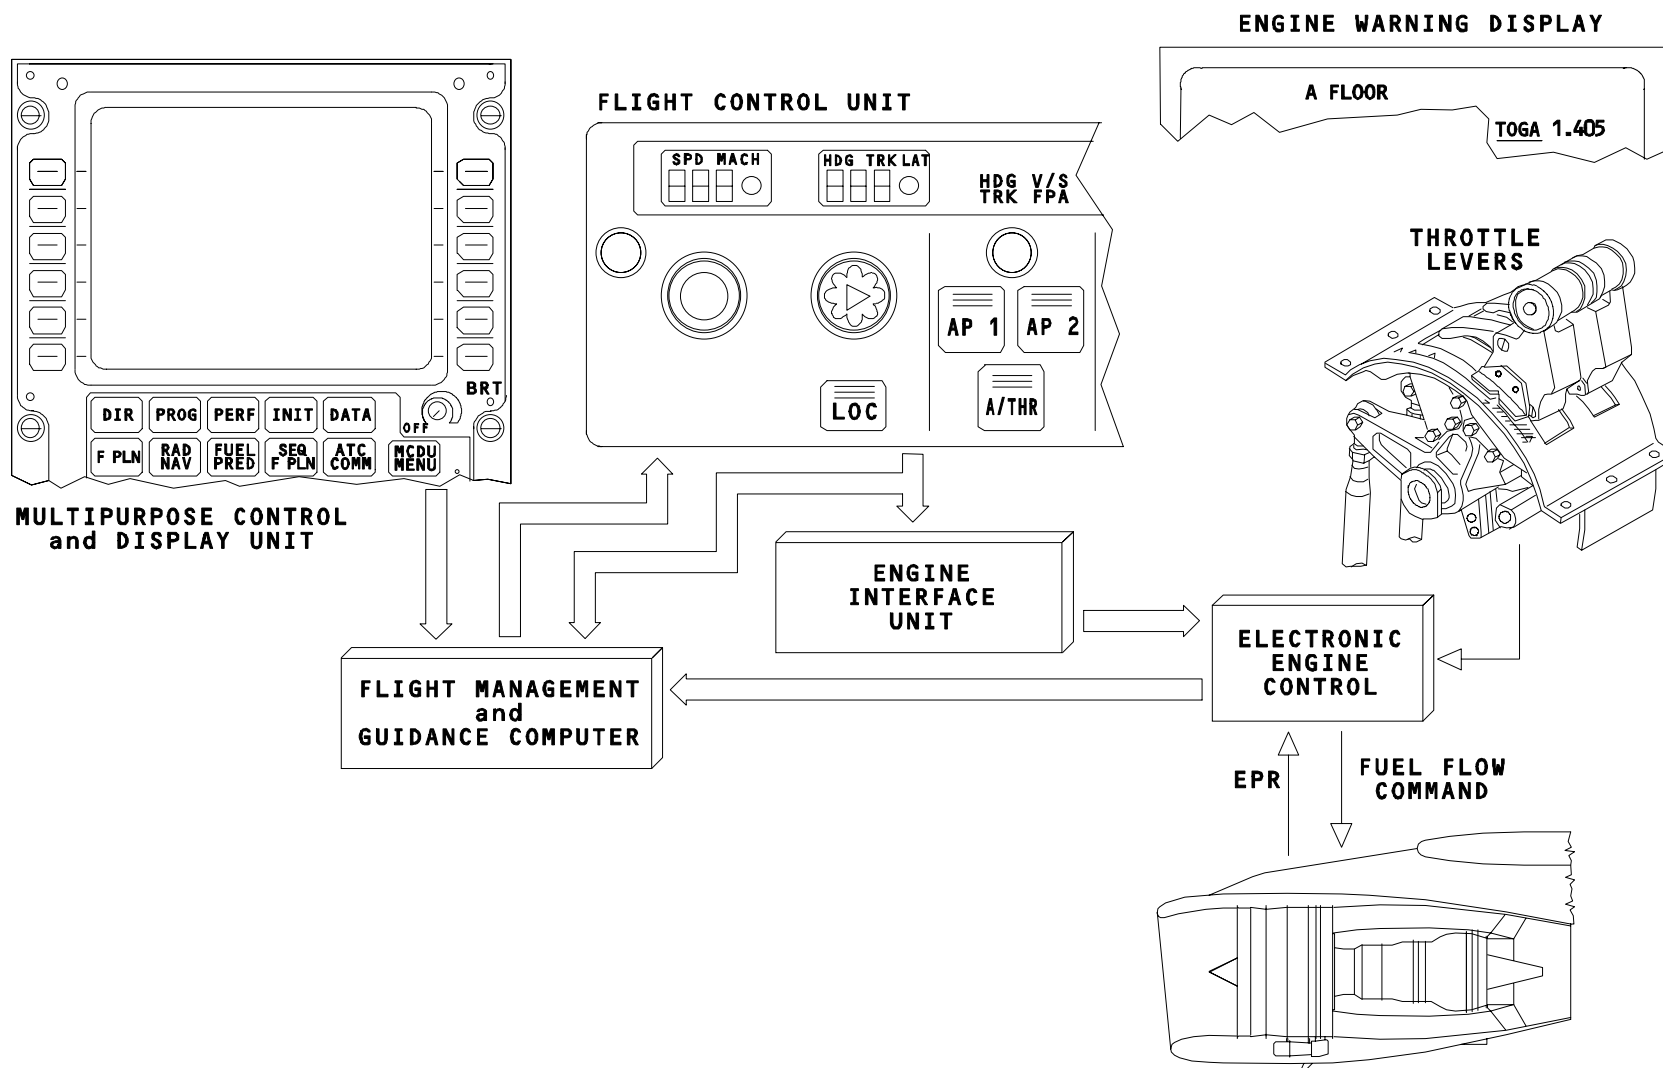 ENGINE WARNING DISPLAY
A FLOOR
TOGA 1.405
FLIGHT CONTROL UNIT
SPD MACH
HDG TRK LAT
HDG V/S
TRK FPA
AP 1
AP 2
LOC
A/THR
THROTTLE
LEVERS
BRT
OFF
DIR
PROG
PERF
INIT
DATA
F PLN
RAD
NAV
FUEL
PRED
SEC
F PLN
ATC
COMM
MCDU
MENU
MULTIPURPOSE CONTROL
and DISPLAY UNIT
ENGINE
INTERFACE
UNIT
ELECTRONIC
ENGINE
CONTROL
FLIGHT MANAGEMENT
and
GUIDANCE COMPUTER
EPR
FUEL FLOW
COMMAND